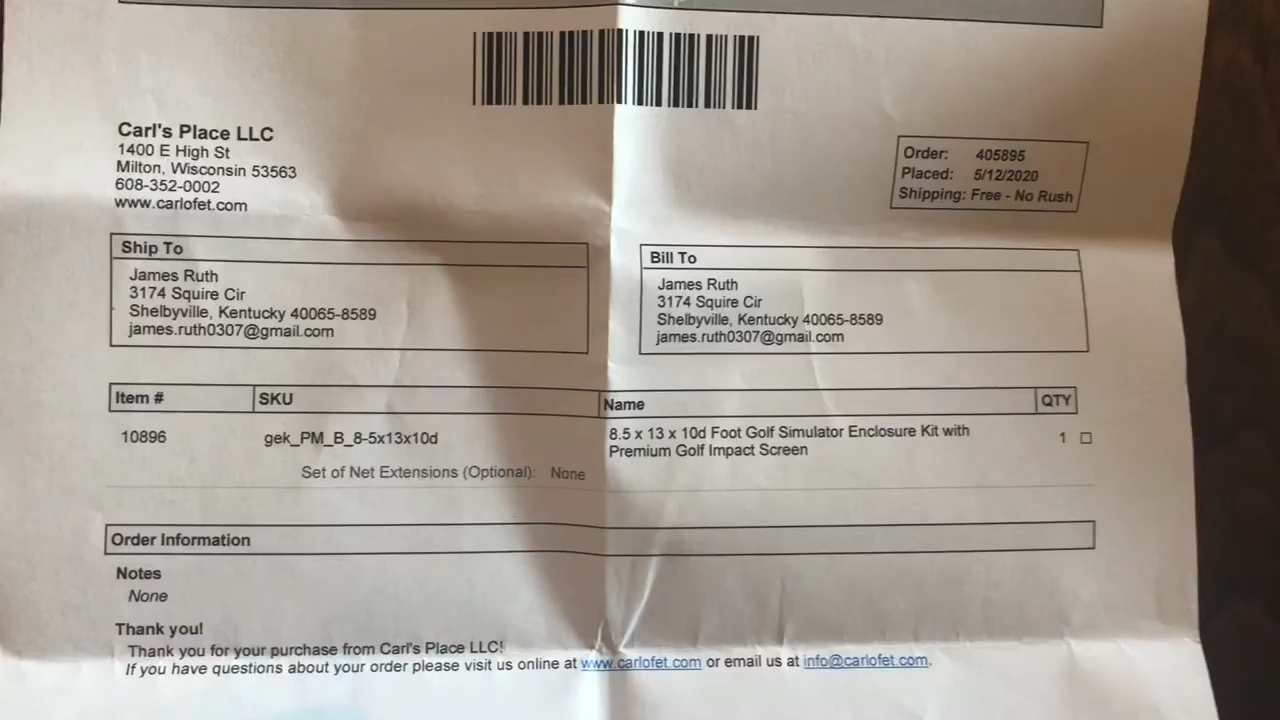 Carl's Place LLC
1400 E High St
Milton, Wisconsin 53563
608-352-0002
www.carlofet.com
Order: 405895
Placed: 5/12/2020
Shipping: Free - No Rush
Ship To
James Ruth
3174 Squire Cir
Shelbyville, Kentucky 40065-8589
james.ruth0307@gmail.com
Bill To
James Ruth
3174 Squire Cir
Shelbyville, Kentucky 40065-8589
james.ruth0307@gmail.com
Item # SKU Name QTY
10896 gek_PM_B_8-5x13x10d 8.5 x 13 x 10d Foot Golf Simulator Enclosure Kit with 1
Premium Golf Impact Screen
Set of Net Extensions (Optional): None
Order Information
Notes
None
Thank you!
Thank you for your purchase from Carl's Place LLC!
If you have questions about your order please visit us online at www.carlofet.com or email us at info@carlofet.com.